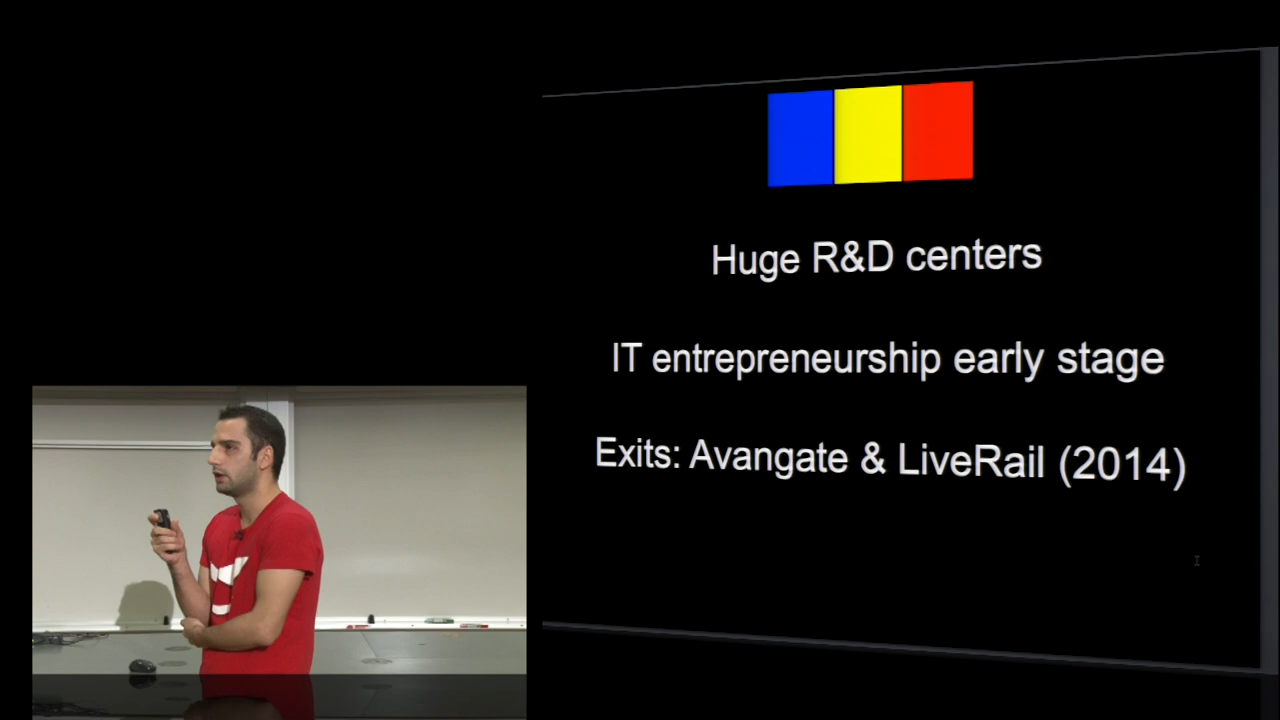 Huge R&D centers
IT entrepreneurship early stage
Exits: Avangate & LiveRail (2014)